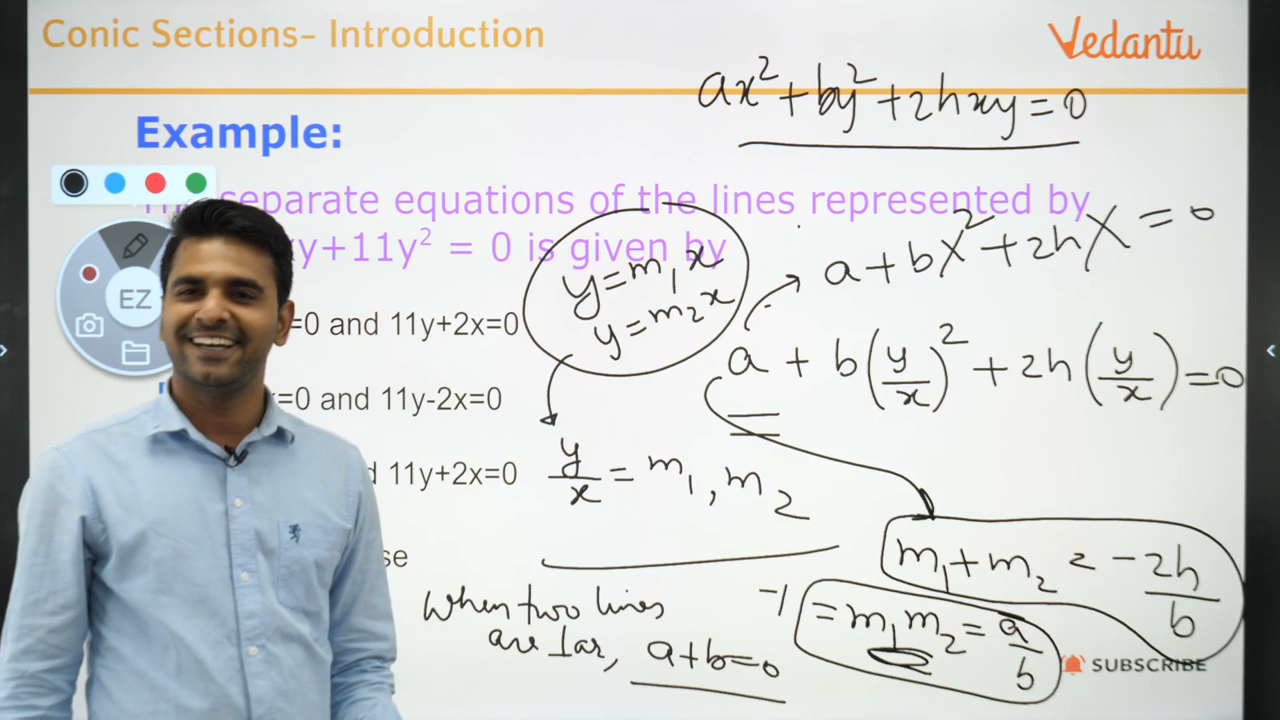 Conic Sections- Introduction
Vedantu
ax²+by²+2hxy=0
Example:
separate equations of the lines represented by
xy+11y² = 0 is given by
y=m₁x
y=m₂x
a+bX²+2hX=0
EZ
=0 and 11y+2x=0
a + b(y/x)²+2h(y/x)=0
=0 and 11y-2x=0
11y+2x=0
y/x = m₁, m₂
m₁+m₂ = -2h/b
When two lines
are ⊥ar, a+b=0
-1 = m₁m₂ = a/b
SUBSCRIBE